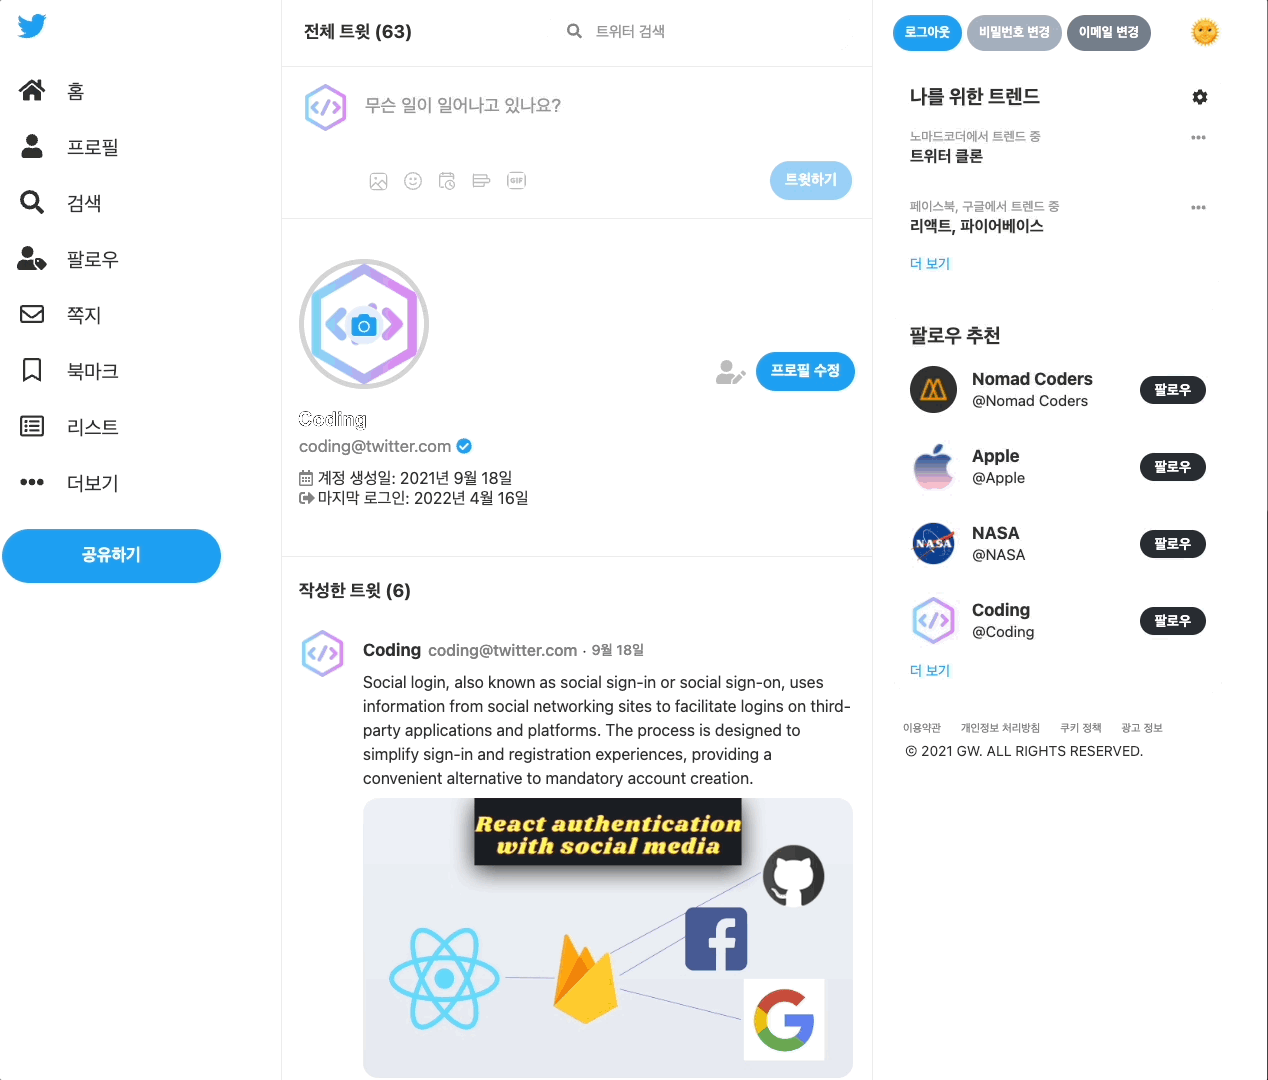 홈
프로필
검색
팔로우
쪽지
북마크
리스트
더보기
공유하기
전체 트윗 (63)
트위터 검색
무슨 일이 일어나고 있나요?
GIF
트윗하기
프로필 수정
Coding
coding@twitter.com
계정 생성일: 2021년 9월 18일
마지막 로그인: 2022년 4월 16일
작성한 트윗 (6)
Coding coding@twitter.com · 9월 18일
Social login, also known as social sign-in or social sign-on, uses
information from social networking sites to facilitate logins on third-
party applications and platforms. The process is designed to
simplify sign-in and registration experiences, providing a
convenient alternative to mandatory account creation.
React authentication
with social media
로그아웃
비밀번호 변경
이메일 변경
나를 위한 트렌드
노마드코더에서 트렌드 중
트위터 클론
페이스북, 구글에서 트렌드 중
리액트, 파이어베이스
더 보기
팔로우 추천
Nomad Coders
@Nomad Coders
팔로우
Apple
@Apple
팔로우
NASA
NASA
@NASA
팔로우
Coding
@Coding
팔로우
더 보기
이용약관 개인정보 처리방침 쿠키 정책 광고 정보
© 2021 GW. ALL RIGHTS RESERVED.